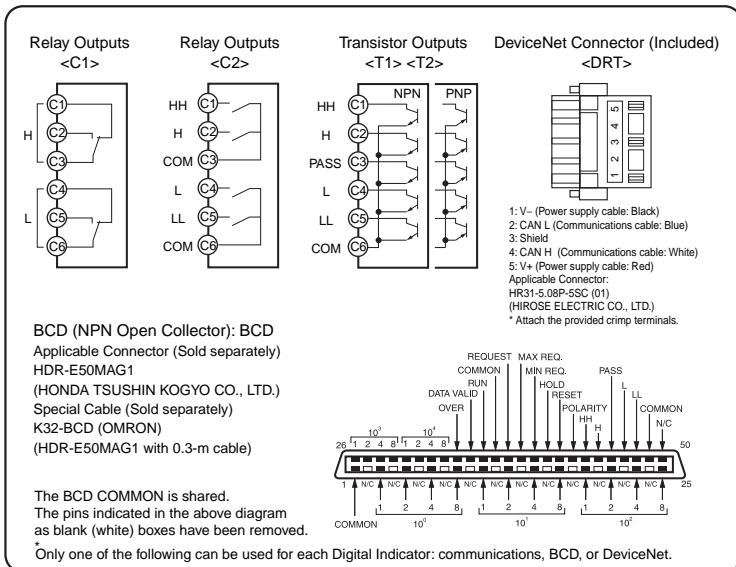 Relay Outputs
<C1>
H
L
C1
C2
C3
C4
C5
C6
Relay Outputs
<C2>
HH
H
COM
L
LL
COM
C1
C2
C3
C4
C5
C6
Transistor Outputs
<T1> <T2>
NPN
PNP
HH
H
PASS
L
LL
COM
C1
C2
C3
C4
C5
C6
DeviceNet Connector (Included)
<DRT>
1 2 3 4 5
1: V– (Power supply cable: Black)
2: CAN L (Communications cable: Blue)
3: Shield
4: CAN H (Communications cable: White)
5: V+ (Power supply cable: Red)
Applicable Connector:
HR31-5.08P-5SC (01)
(HIROSE ELECTRIC CO., LTD.)
* Attach the provided crimp terminals.
BCD (NPN Open Collector): BCD
Applicable Connector (Sold separately)
HDR-E50MAG1
(HONDA TSUSHIN KOGYO CO., LTD.)
Special Cable (Sold separately)
K32-BCD (OMRON)
(HDR-E50MAG1 with 0.3-m cable)
The BCD COMMON is shared.
The pins indicated in the above diagram
as blank (white) boxes have been removed.
REQUEST MAX REQ.
COMMON MIN REQ.
RUN HOLD
DATA VALID RESET
OVER POLARITY
HH
H
PASS
L
LL
COMMON
N/C
10³ 10⁴
26 1 2 4 8 1 2 4 8 50
1 N/C N/C N/C N/C N/C N/C N/C N/C N/C N/C N/C N/C 25
COMMON 1 2 4 8 1 2 4 8 1 2 4 8
10⁰ 10¹ 10²
*Only one of the following can be used for each Digital Indicator: communications, BCD, or DeviceNet.